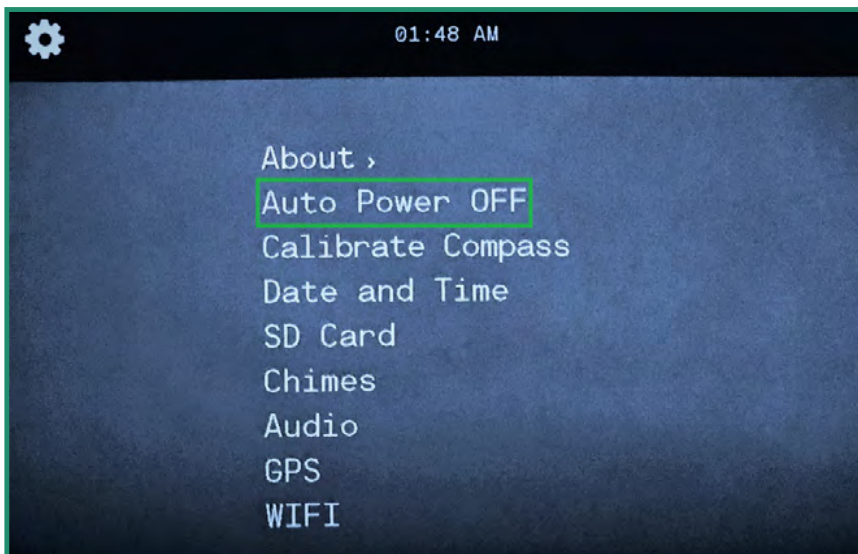 01:48 AM
About ›
Auto Power OFF
Calibrate Compass
Date and Time
SD Card
Chimes
Audio
GPS
WIFI